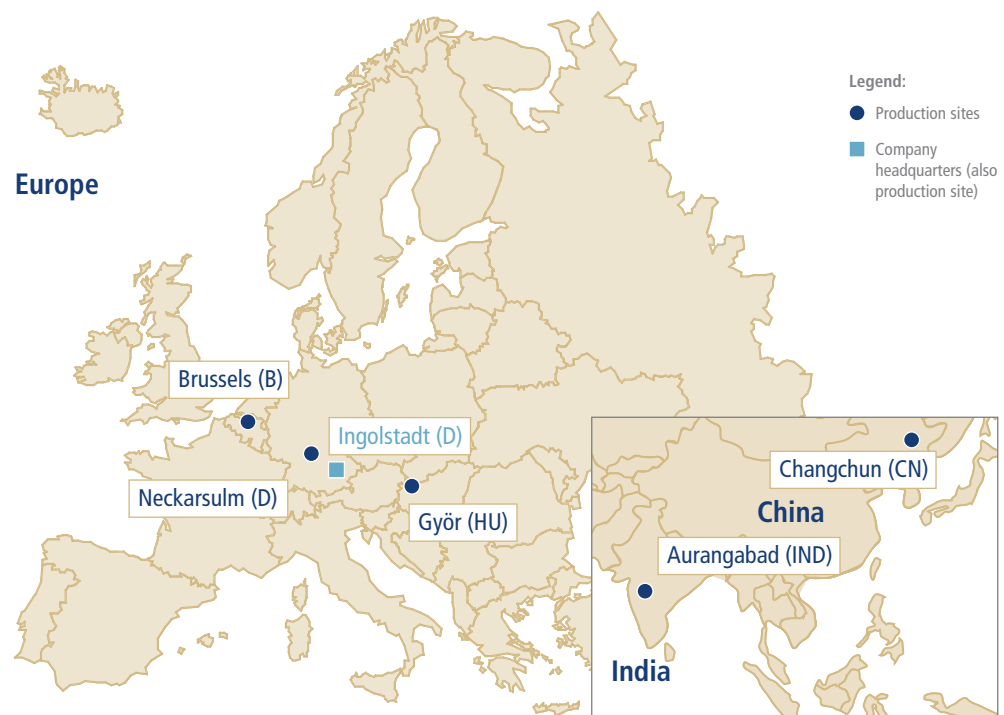 Legend:
Production sites
Company
headquarters (also
production site)
Europe
Brussels (B)
Ingolstadt (D)
Neckarsulm (D)
Györ (HU)
Changchun (CN)
China
Aurangabad (IND)
India